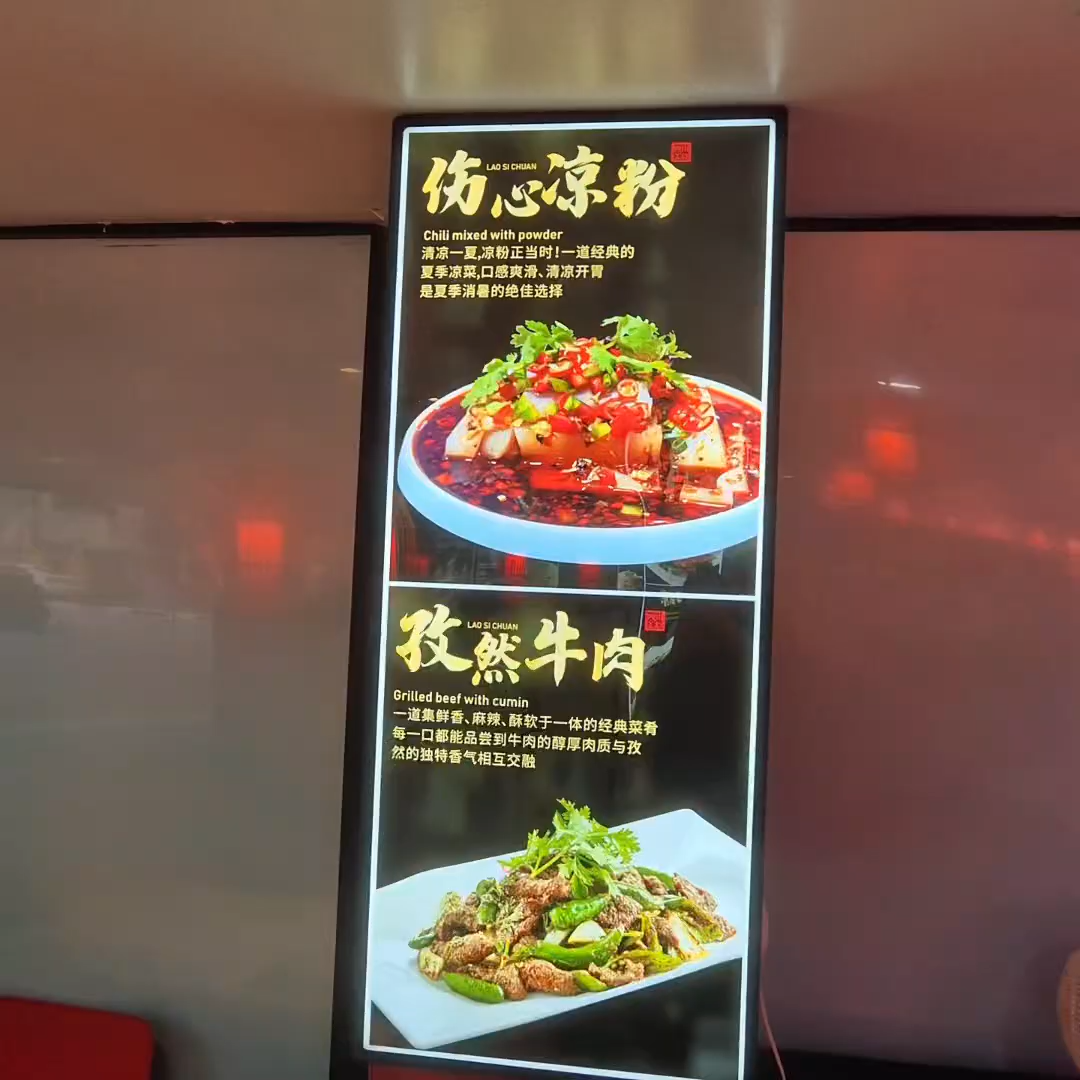 伤心凉粉
LAO SI CHUAN
Chili mixed with powder
清凉一夏,凉粉正当时!一道经典的
夏季凉菜,口感爽滑、清凉开胃
是夏季消暑的绝佳选择
孜然牛肉
LAO SI CHUAN
Grilled beef with cumin
一道集鲜香、麻辣、酥软于一体的经典菜肴
每一口都能品尝到牛肉的醇厚肉质与孜
然的独特香气相互交融